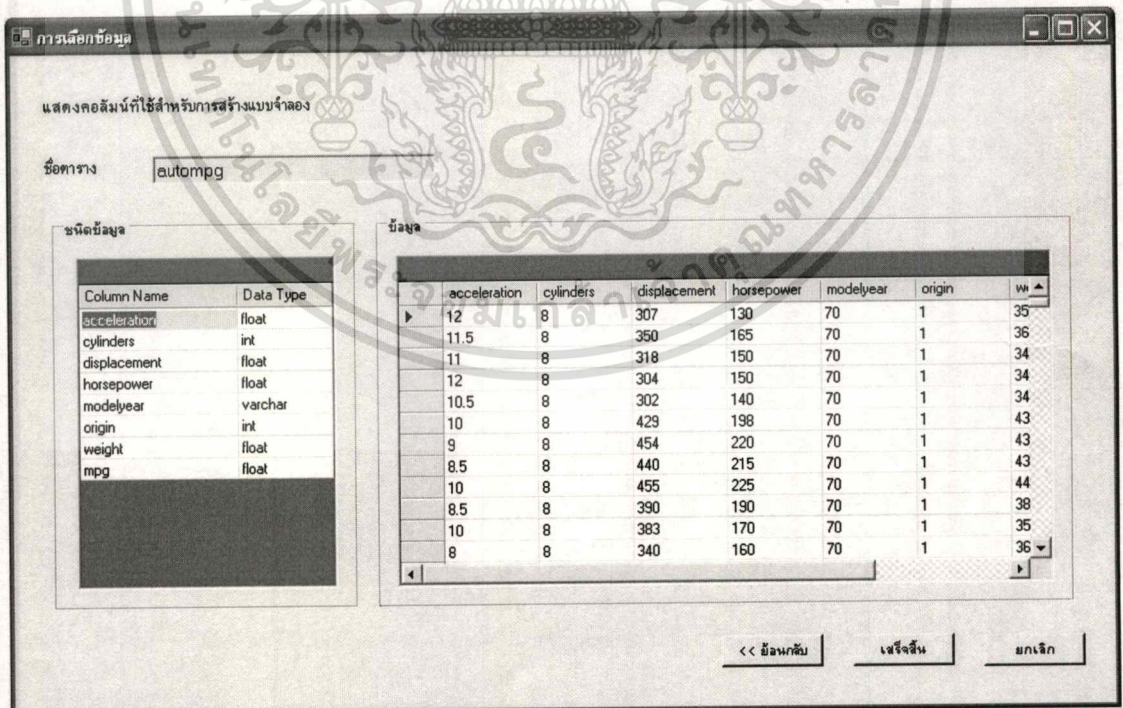 การเลือกข้อมูล
แสดงคอลัมน์ที่ใช้สำหรับการสร้างแบบจำลอง
ชื่อตาราง autompg
ชนิดข้อมูล
Column Name Data Type
acceleration float
cylinders int
displacement float
horsepower float
modelyear varchar
origin int
weight float
mpg float
ข้อมูล
acceleration cylinders displacement horsepower modelyear origin
12 8 307 130 70 1 35
11.5 8 350 165 70 1 36
11 8 318 150 70 1 34
12 8 304 150 70 1 34
10.5 8 302 140 70 1 34
10 8 429 198 70 1 43
9 8 454 220 70 1 43
8.5 8 440 215 70 1 43
10 8 455 225 70 1 44
8.5 8 390 190 70 1 38
10 8 383 170 70 1 35
8 8 340 160 70 1 36
<< ย้อนกลับ เสร็จสิ้น ยกเลิก